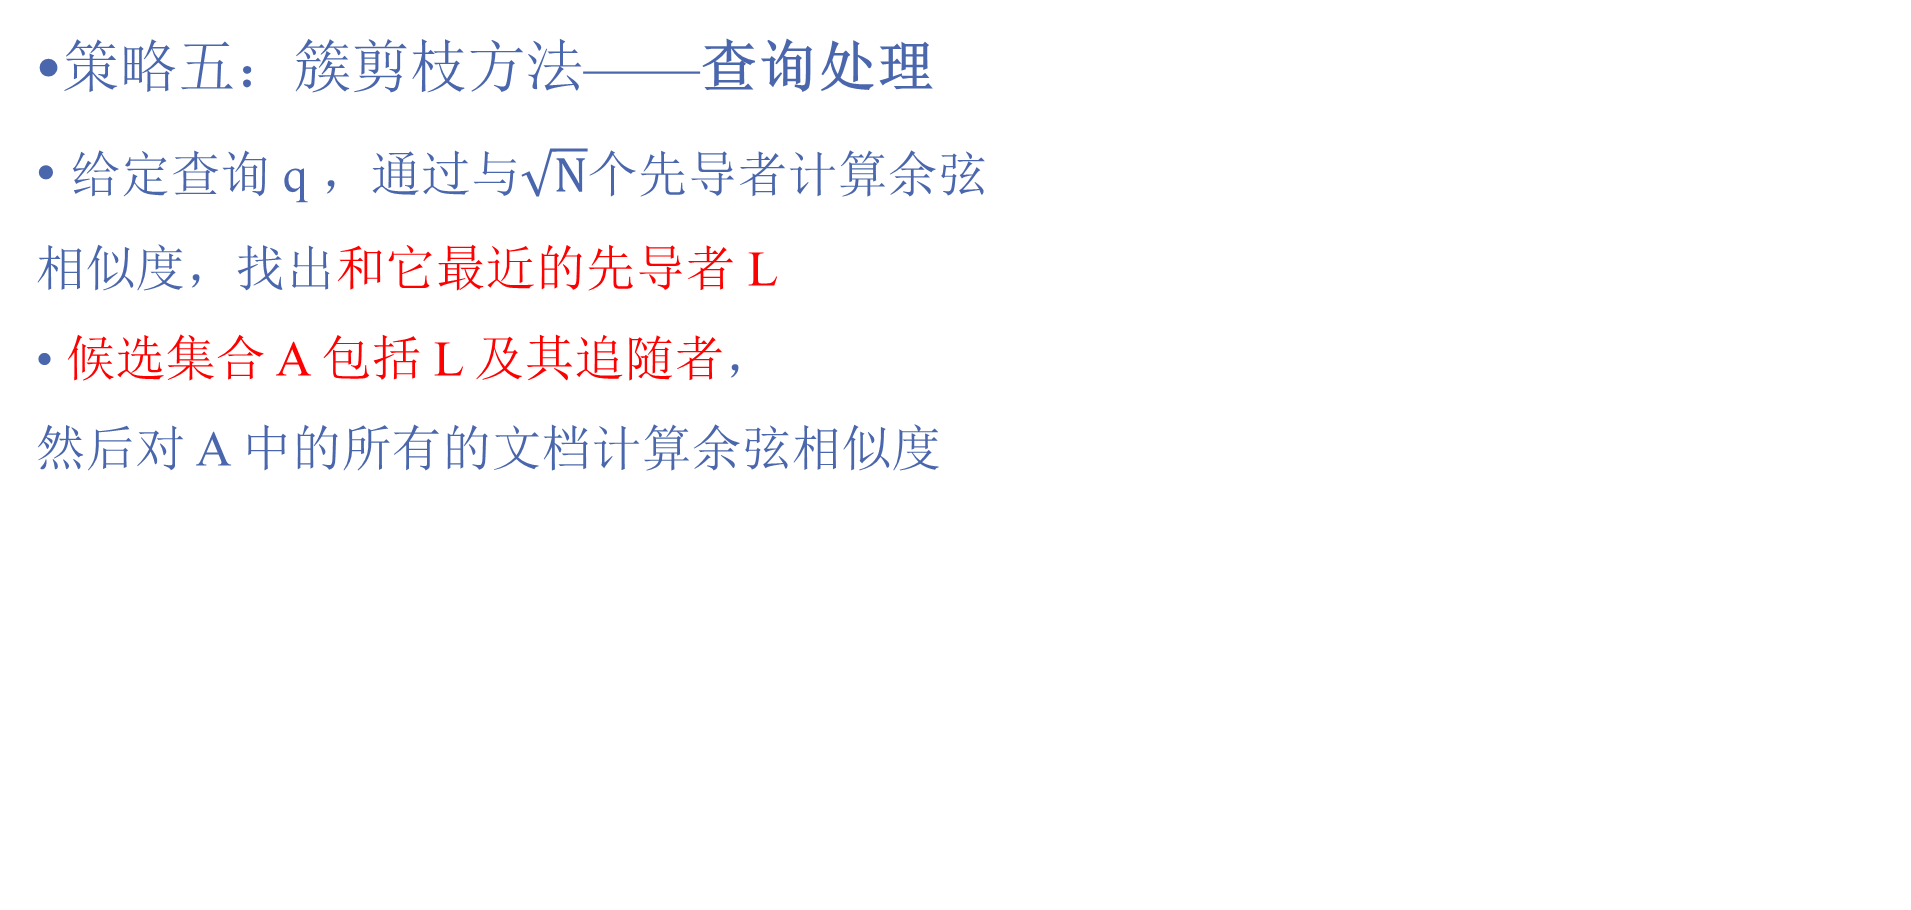 •策略五：簇剪枝方法——查询处理
• 给定查询 q ，通过与√N个先导者计算余弦
相似度，找出和它最近的先导者 L
• 候选集合 A 包括 L 及其追随者，
然后对 A 中的所有的文档计算余弦相似度